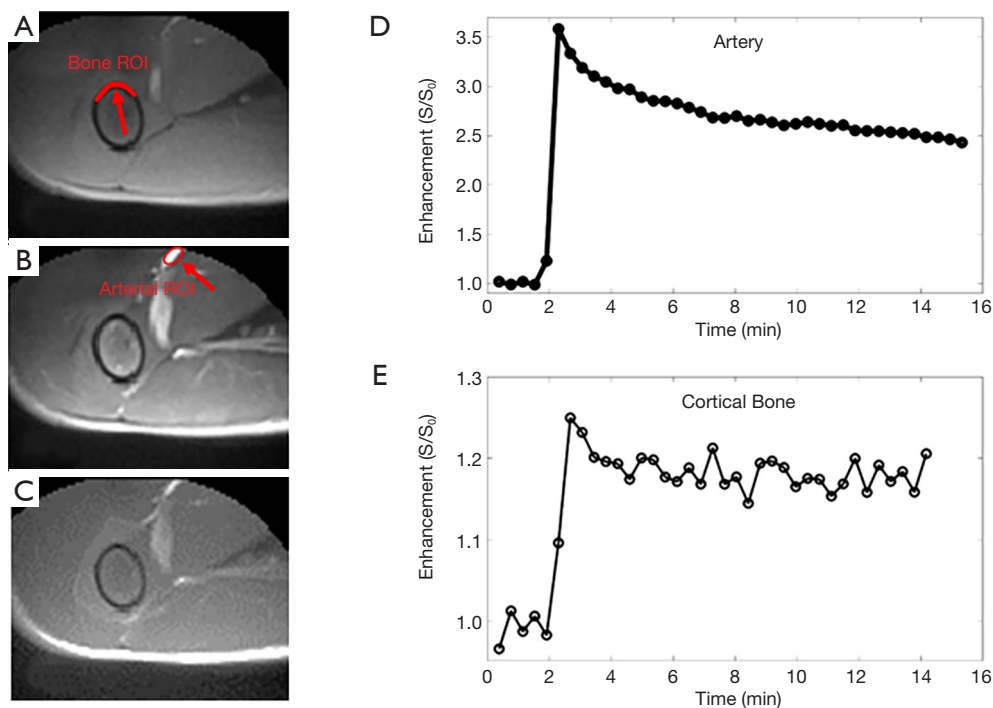 A
Bone ROI
B
Arterial ROI
C
D
Artery
Enhancement (S/S₀)
3.5
3.0
2.5
2.0
1.5
1.0
0 2 4 6 8 10 12 14 16
Time (min)
E
Cortical Bone
Enhancement (S/S₀)
1.3
1.2
1.1
1.0
0 2 4 6 8 10 12 14 16
Time (min)